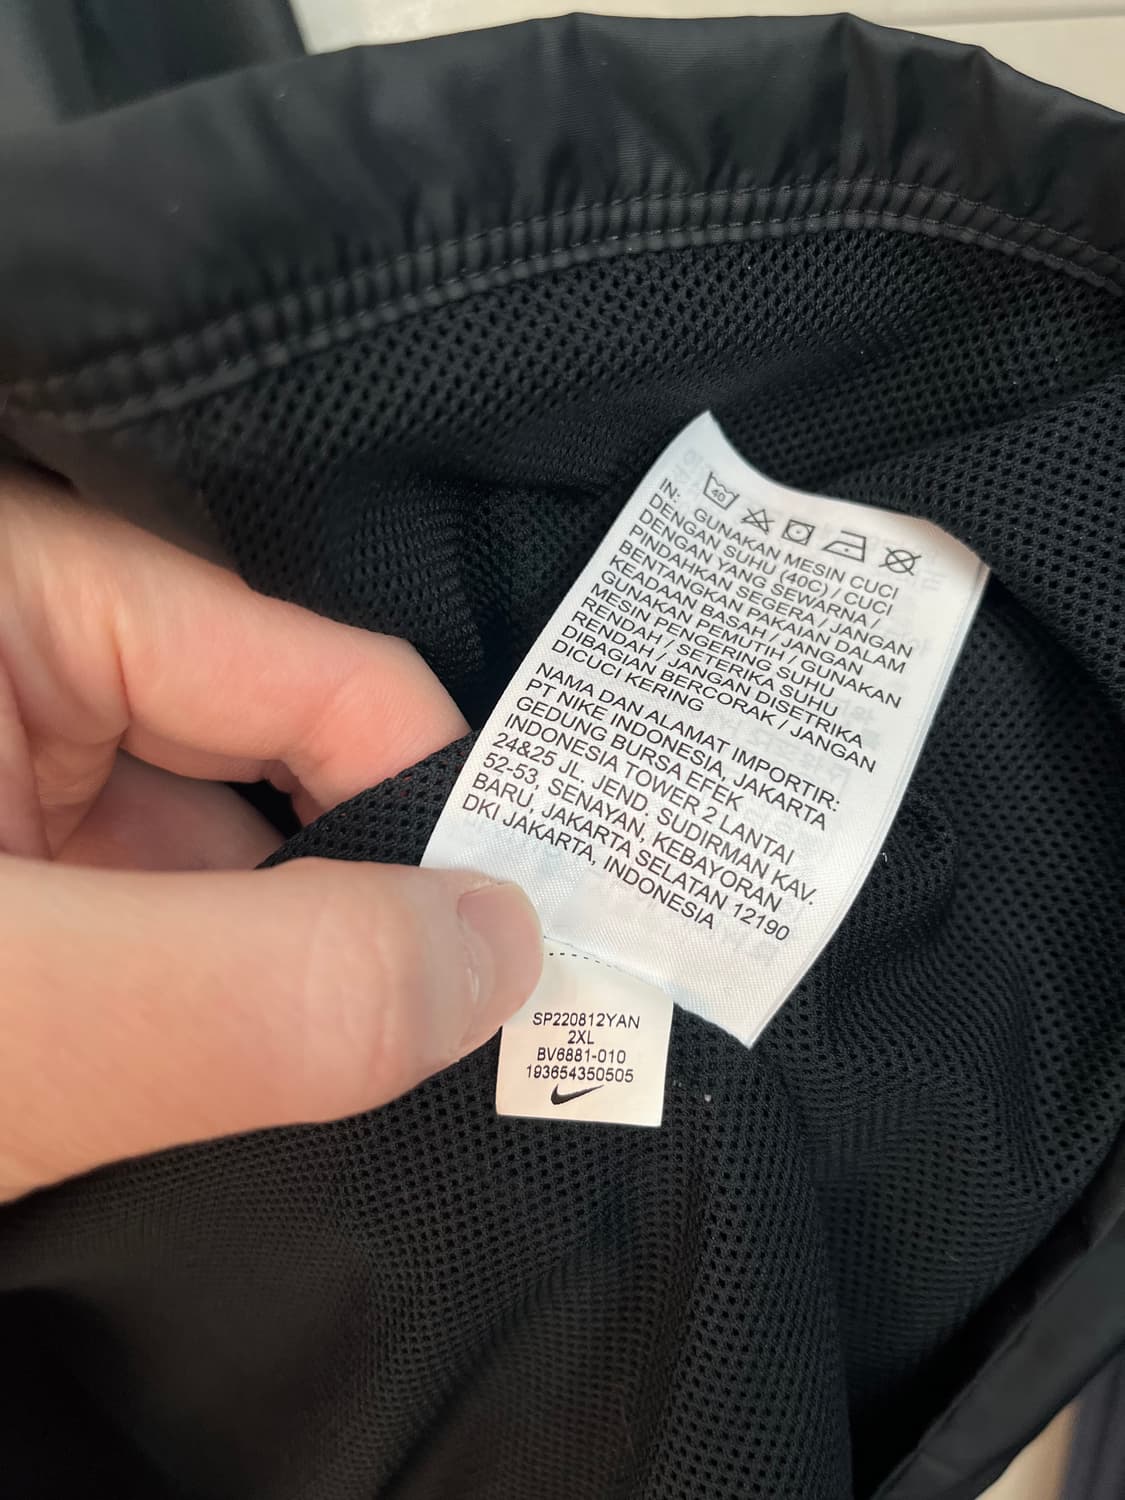 40
IN: GUNAKAN MESIN CUCI
DENGAN SUHU (40C) / CUCI
DENGAN YANG SEWARNA /
PINDAHKAN SEGERA / JANGAN
BENTANGKAN PAKAIAN DALAM
KEADAAN BASAH / JANGAN
GUNAKAN PEMUTIH / GUNAKAN
MESIN PENGERING SUHU
RENDAH / SETERIKA SUHU
RENDAH / JANGAN DISETRIKA
DIBAGIAN BERCORAK / JANGAN
DICUCI KERING
NAMA DAN ALAMAT IMPORTIR:
PT NIKE INDONESIA, JAKARTA
GEDUNG BURSA EFEK
INDONESIA TOWER 2 LANTAI
24&25 JL. JEND. SUDIRMAN KAV.
52-53, SENAYAN, KEBAYORAN
BARU, JAKARTA SELATAN 12190
DKI JAKARTA, INDONESIA
SP220812YAN
2XL
BV6881-010
193654350505